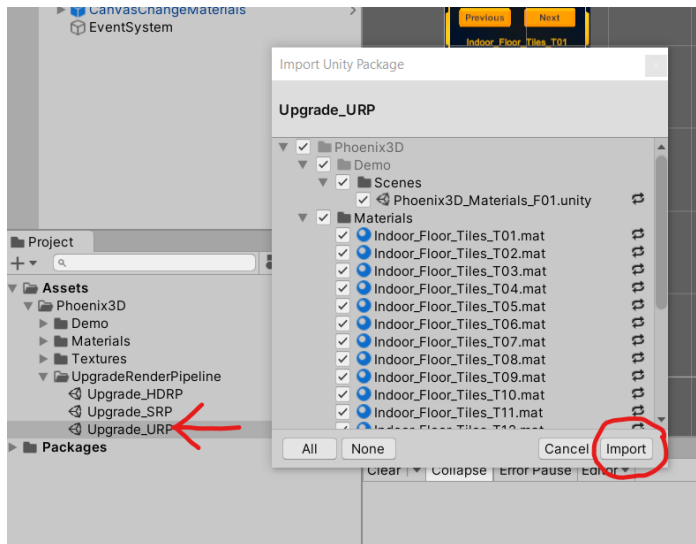 CanvasChangeMaterials
EventSystem
Previous
Next
Indoor_Floor_Tiles_T01
Import Unity Package
Upgrade_URP
Phoenix3D
Demo
Scenes
Phoenix3D_Materials_F01.unity
Materials
Indoor_Floor_Tiles_T01.mat
Indoor_Floor_Tiles_T02.mat
Indoor_Floor_Tiles_T03.mat
Indoor_Floor_Tiles_T04.mat
Indoor_Floor_Tiles_T05.mat
Indoor_Floor_Tiles_T06.mat
Indoor_Floor_Tiles_T07.mat
Indoor_Floor_Tiles_T08.mat
Indoor_Floor_Tiles_T09.mat
Indoor_Floor_Tiles_T10.mat
Indoor_Floor_Tiles_T11.mat
Indoor_Floor_Tiles_T12.mat
All
None
Cancel
Import
Project
Assets
Phoenix3D
Demo
Materials
Textures
UpgradeRenderPipeline
Upgrade_HDRP
Upgrade_SRP
Upgrade_URP
Packages
Clear
Collapse
Error Pause
Editor